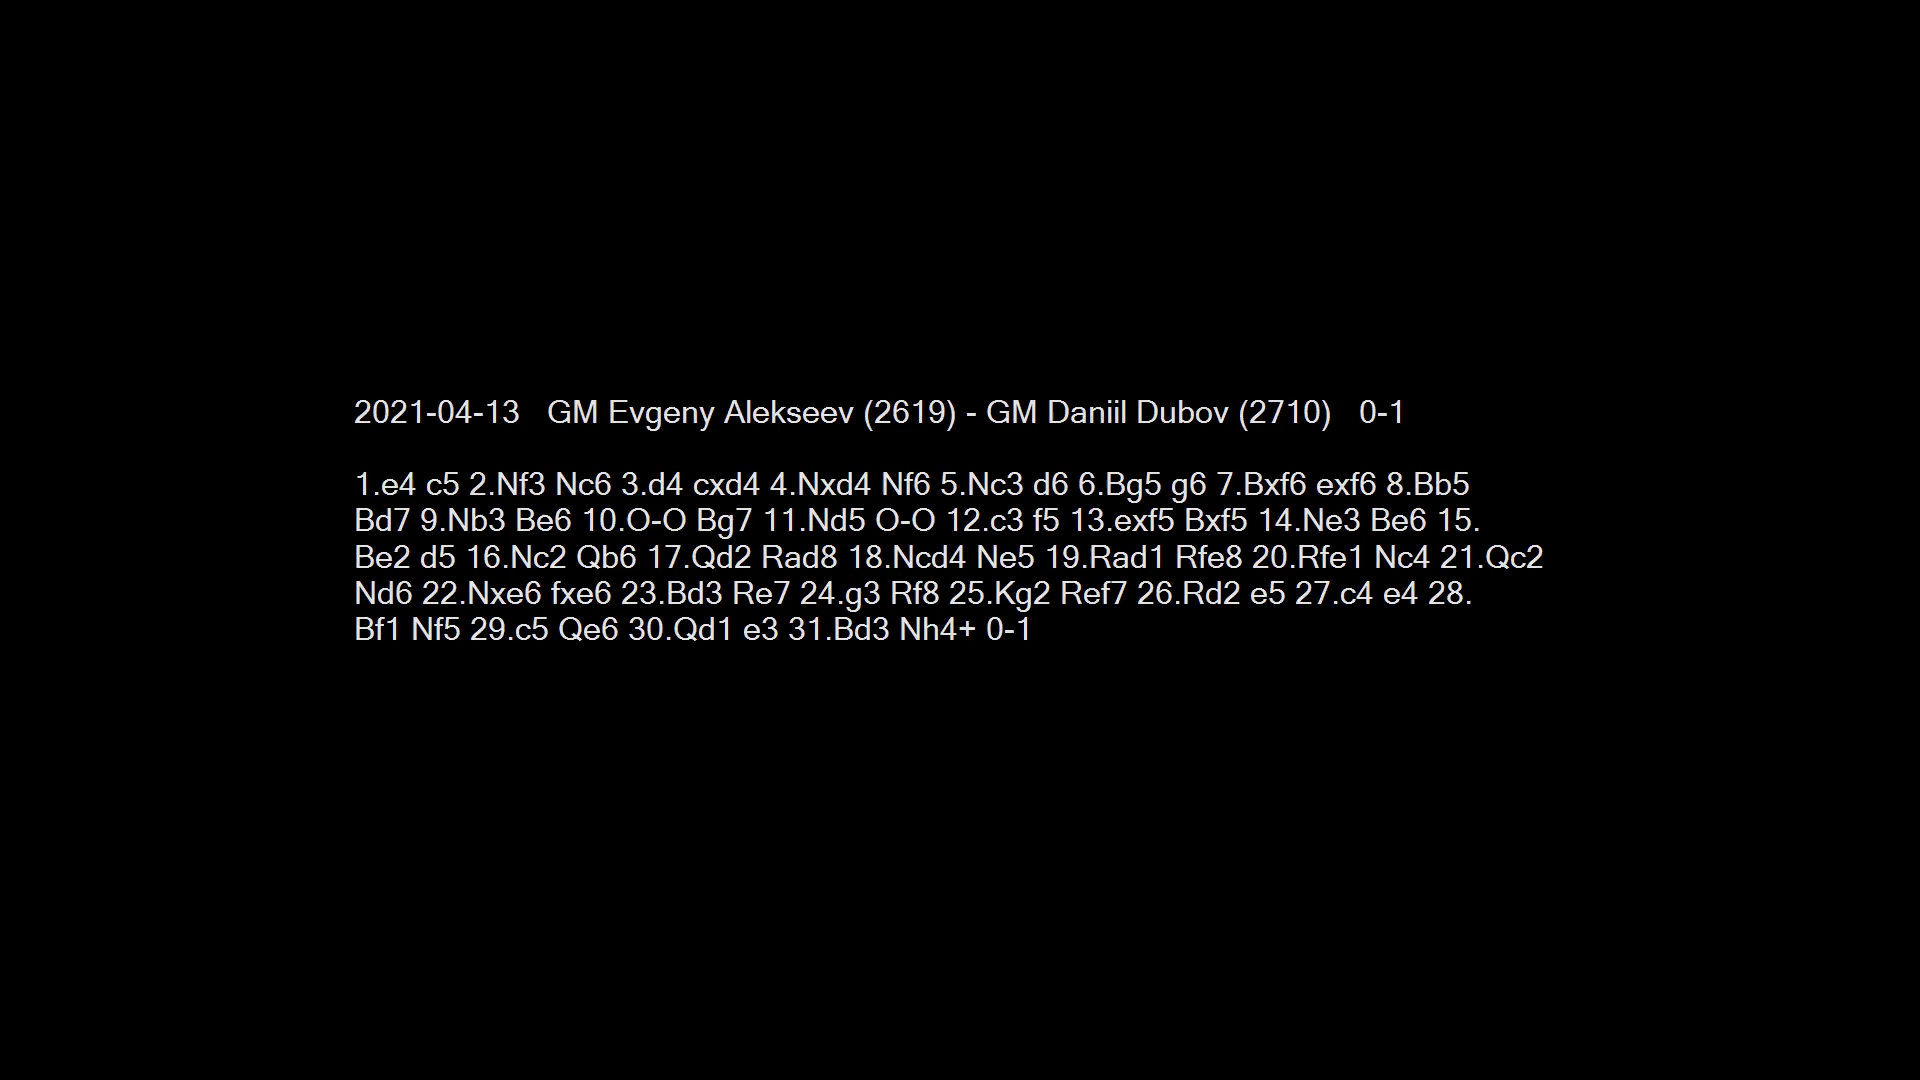 2021-04-13   GM Evgeny Alekseev (2619) - GM Daniil Dubov (2710)   0-1
1.e4 c5 2.Nf3 Nc6 3.d4 cxd4 4.Nxd4 Nf6 5.Nc3 d6 6.Bg5 g6 7.Bxf6 exf6 8.Bb5
Bd7 9.Nb3 Be6 10.O-O Bg7 11.Nd5 O-O 12.c3 f5 13.exf5 Bxf5 14.Ne3 Be6 15.
Be2 d5 16.Nc2 Qb6 17.Qd2 Rad8 18.Ncd4 Ne5 19.Rad1 Rfe8 20.Rfe1 Nc4 21.Qc2
Nd6 22.Nxe6 fxe6 23.Bd3 Re7 24.g3 Rf8 25.Kg2 Ref7 26.Rd2 e5 27.c4 e4 28.
Bf1 Nf5 29.c5 Qe6 30.Qd1 e3 31.Bd3 Nh4+ 0-1